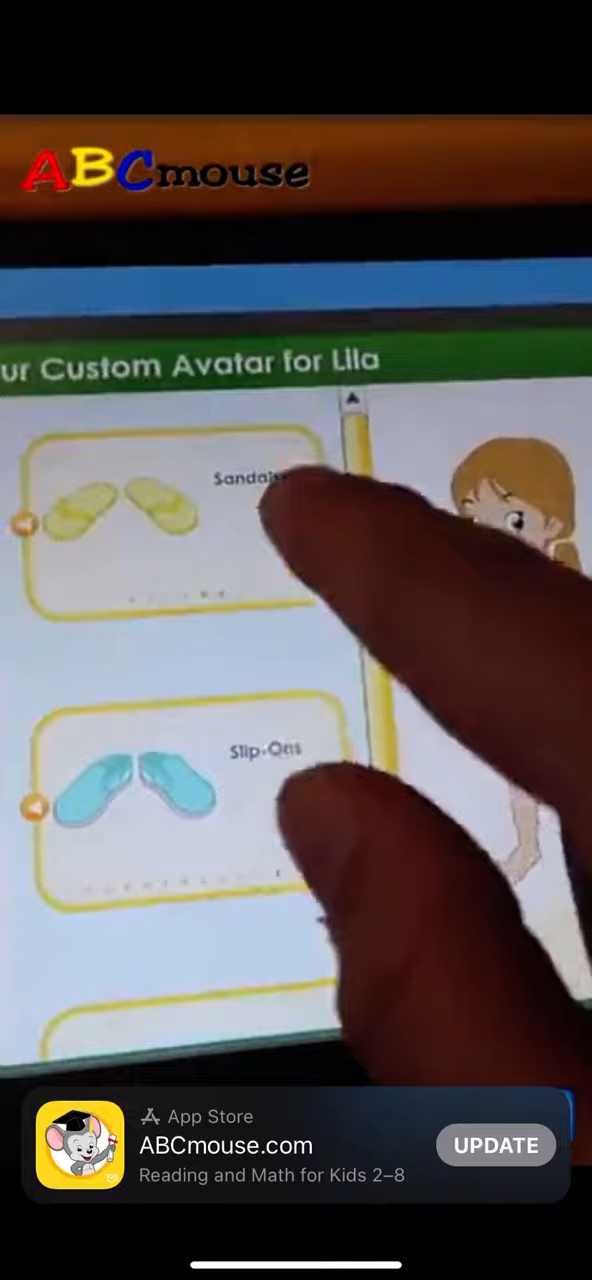 ABCmouse
ur Custom Avatar for Lila
Sandals
Slip-Ons
App Store
ABCmouse.com
Reading and Math for Kids 2–8
UPDATE